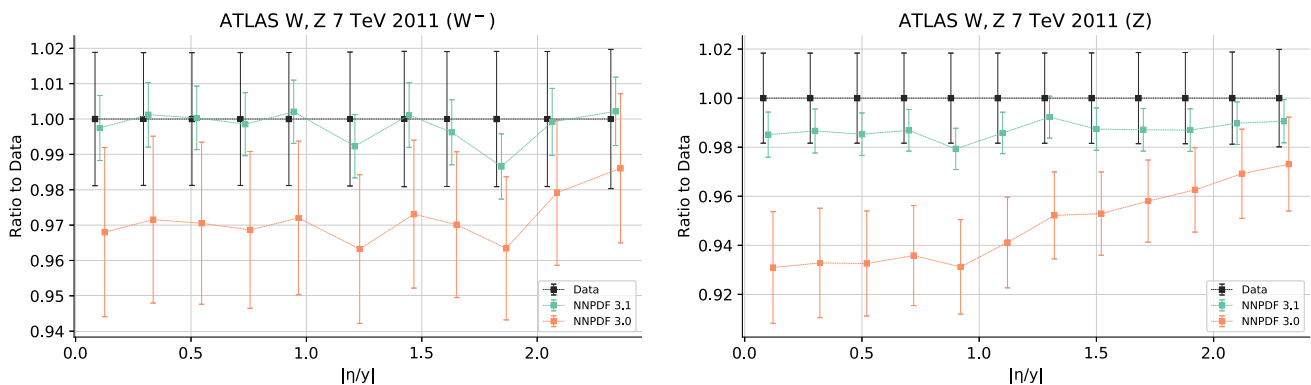 ATLAS W, Z 7 TeV 2011 (W⁻)
1.02
1.01
1.00
0.99
0.98
0.97
0.96
0.95
0.94
Ratio to Data
0.0 0.5 1.0 1.5 2.0
|η/y|
Data
NNPDF 3.1
NNPDF 3.0
ATLAS W, Z 7 TeV 2011 (Z)
1.02
1.00
0.98
0.96
0.94
0.92
Ratio to Data
0.0 0.5 1.0 1.5 2.0
|η/y|
Data
NNPDF 3.1
NNPDF 3.0